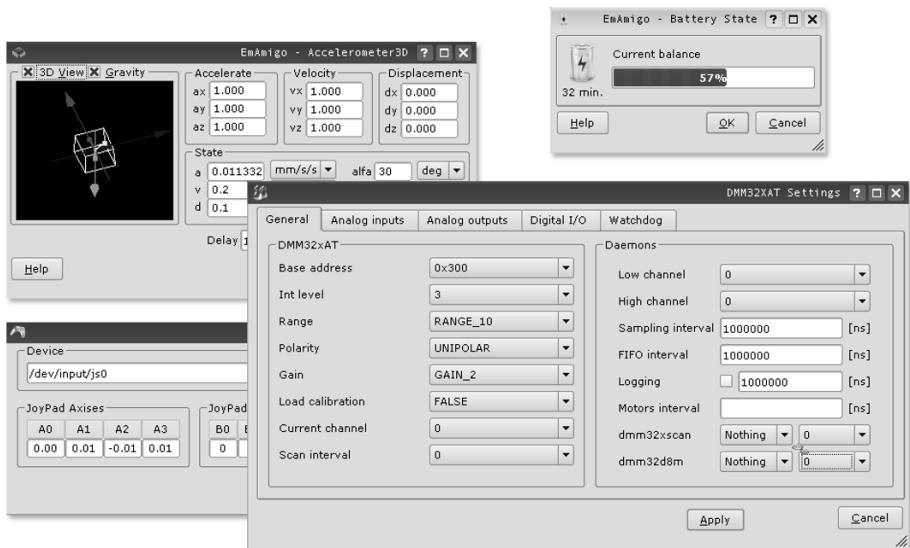 EmAmigo - Battery State
Current balance
57%
32 min.
Help
OK
Cancel
EmAmigo - Accelerometer3D
3D View
Gravity
Accelerate
ax 1.000
ay 1.000
az 1.000
Velocity
vx 1.000
vy 1.000
vz 1.000
Displacement
dx 0.000
dy 0.000
dz 0.000
State
a 0.011332 mm/s/s alfa 30 deg
v 0.2
d 0.1
Delay
Help
Device
/dev/input/js0
JoyPad Axises
A0 A1 A2 A3
0.00 0.01 -0.01 0.01
JoyPad
B0
0
DMM32XAT Settings
General Analog inputs Analog outputs Digital I/O Watchdog
DMM32xAT
Base address 0x300
Int level 3
Range RANGE_10
Polarity UNIPOLAR
Gain GAIN_2
Load calibration FALSE
Current channel 0
Scan interval 0
Daemons
Low channel 0
High channel 0
Sampling interval 1000000 [ns]
FIFO interval 1000000 [ns]
Logging 1000000 [ns]
Motors interval [ns]
dmm32xscan Nothing 0
dmm32d8m Nothing 0
Apply
Cancel